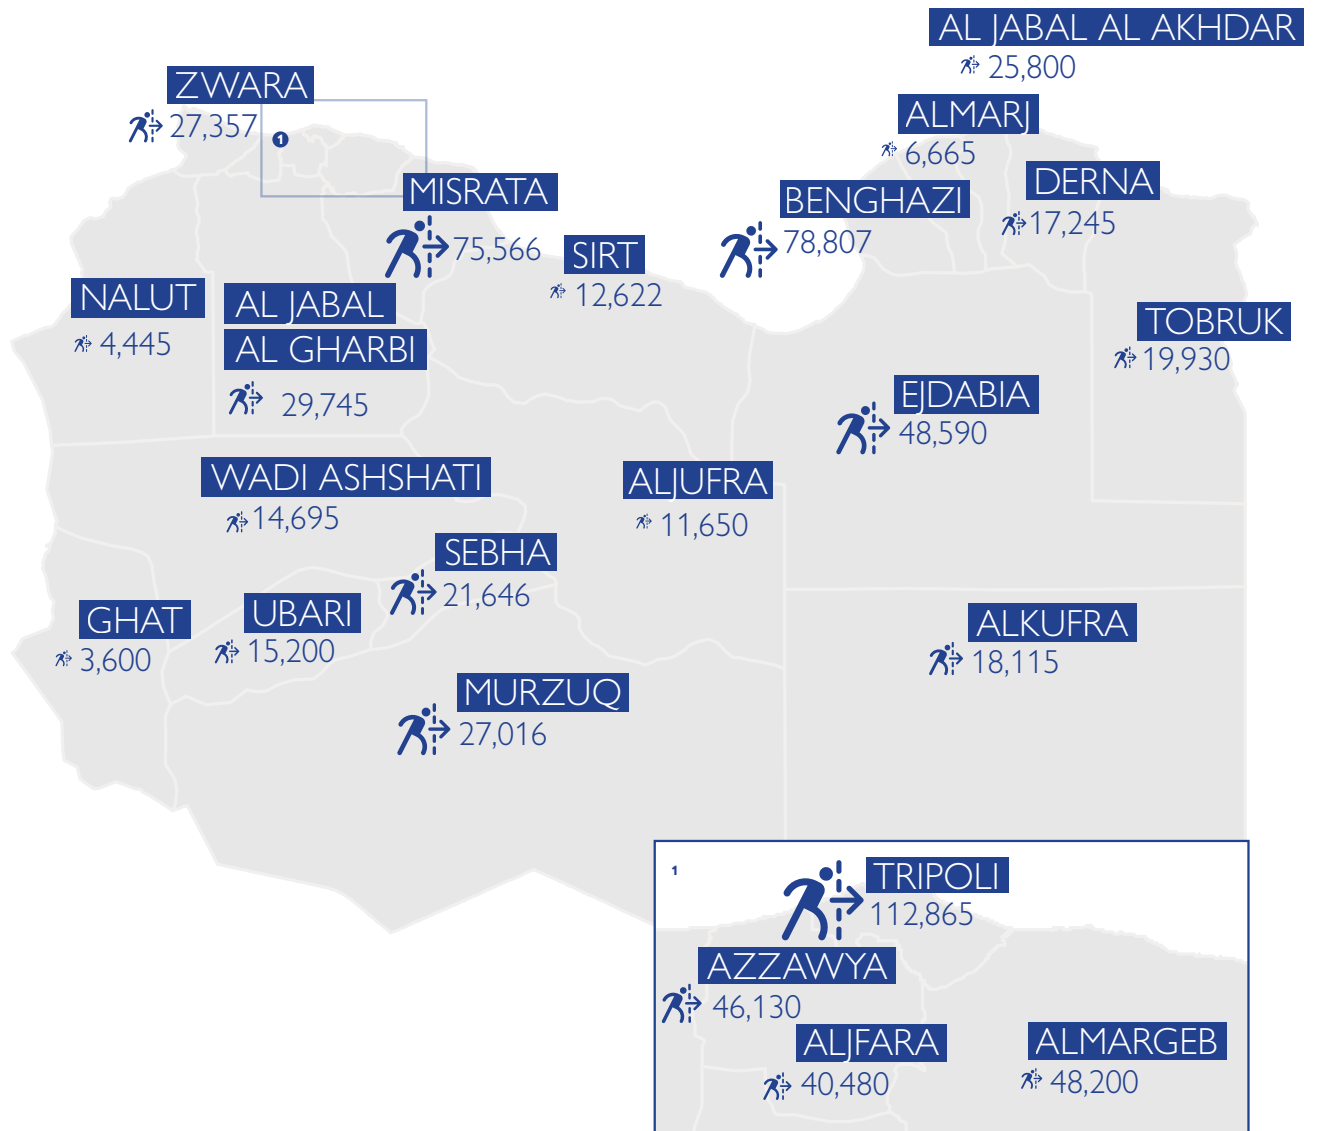 AL JABAL AL AKHDAR
25,800
ZWARA
27,357
1
ALMARJ
6,665
DERNA
17,245
MISRATA
75,566
BENGHAZI
78,807
SIRT
12,622
NALUT
4,445
AL JABAL
AL GHARBI
29,745
TOBRUK
19,930
EJDABIA
48,590
WADI ASHSHATI
14,695
ALJUFRA
11,650
SEBHA
21,646
GHAT
3,600
UBARI
15,200
ALKUFRA
18,115
MURZUQ
27,016
1
TRIPOLI
112,865
AZZAWYA
46,130
ALJFARA
40,480
ALMARGEB
48,200